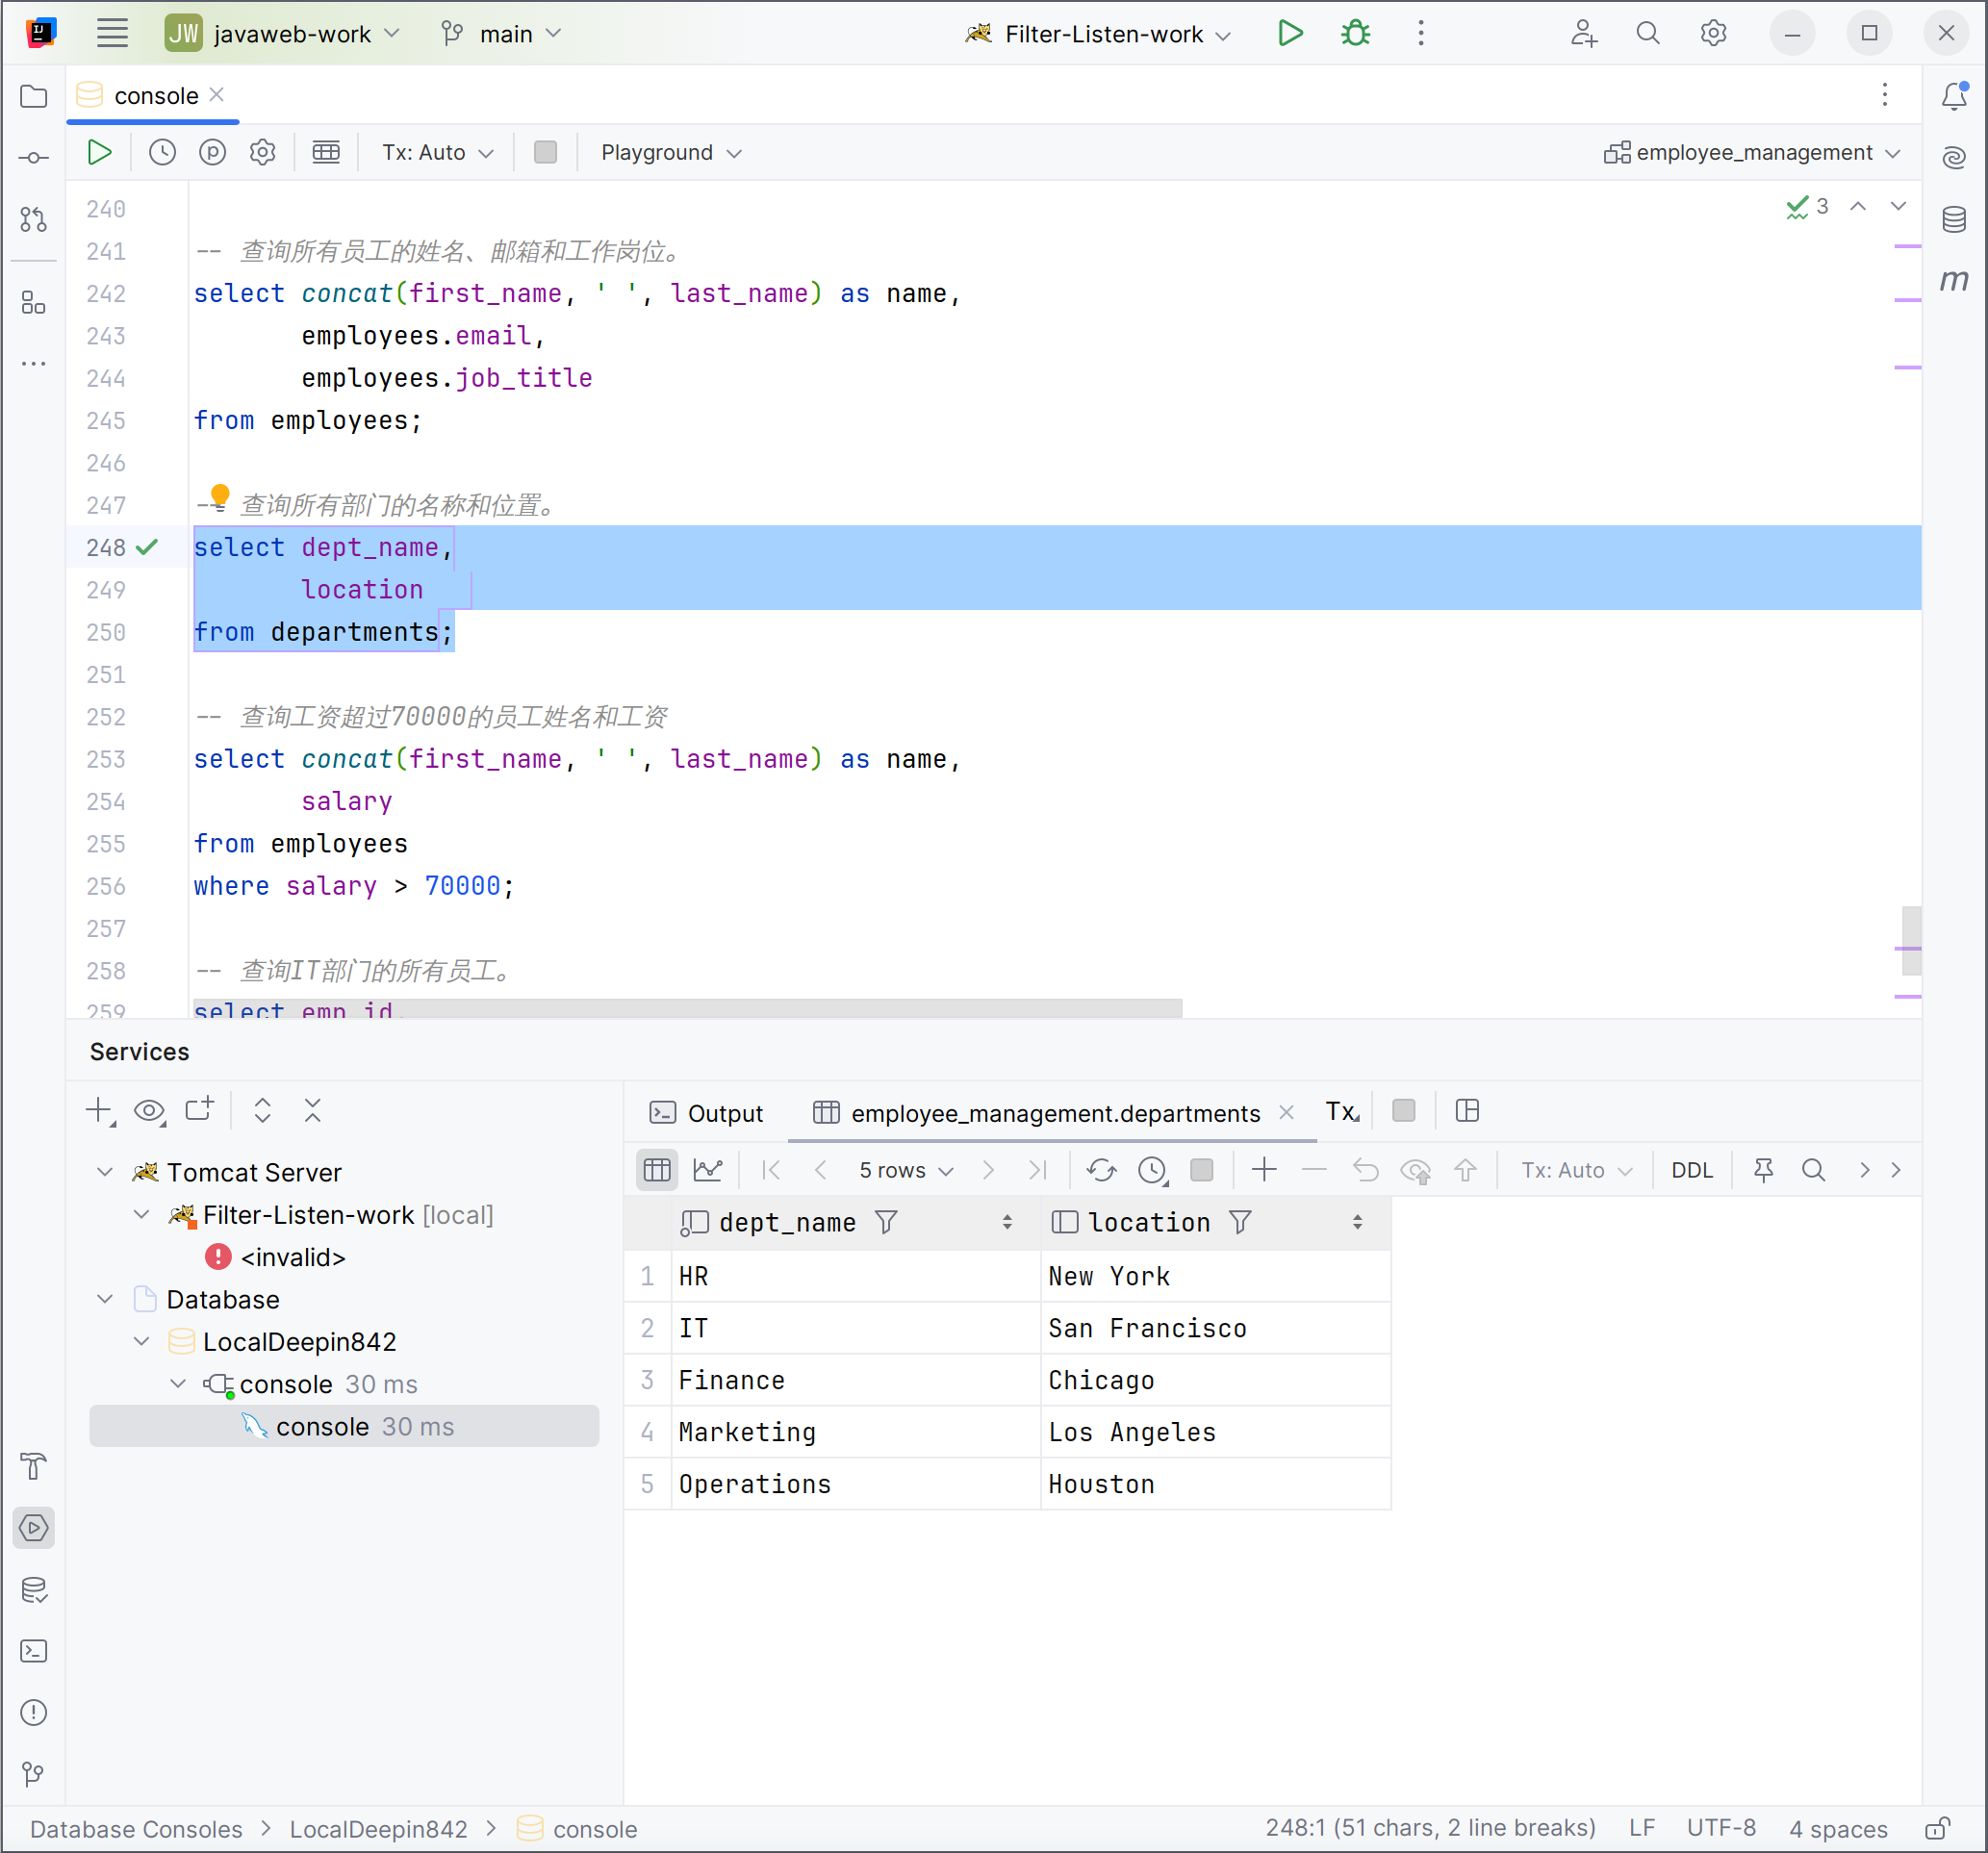 JW javaweb-work main Filter-Listen-work
console
Tx: Auto Playground employee_management
240
3
241 -- 查询所有员工的姓名、邮箱和工作岗位。
242 select concat(first_name, ' ', last_name) as name,
243 employees.email,
244 employees.job_title
245 from employees;
246
247 -- 查询所有部门的名称和位置。
248 select dept_name,
249 location
250 from departments;
251
252 -- 查询工资超过70000的员工姓名和工资
253 select concat(first_name, ' ', last_name) as name,
254 salary
255 from employees
256 where salary > 70000;
257
258 -- 查询IT部门的所有员工。
259 select emp_id,
Services
Output employee_management.departments Tx
5 rows Tx: Auto DDL
Tomcat Server
Filter-Listen-work [local]
<invalid>
Database
LocalDeepin842
console 30 ms
console 30 ms
dept_name location
1 HR New York
2 IT San Francisco
3 Finance Chicago
4 Marketing Los Angeles
5 Operations Houston
Database Consoles > LocalDeepin842 > console
248:1 (51 chars, 2 line breaks) LF UTF-8 4 spaces